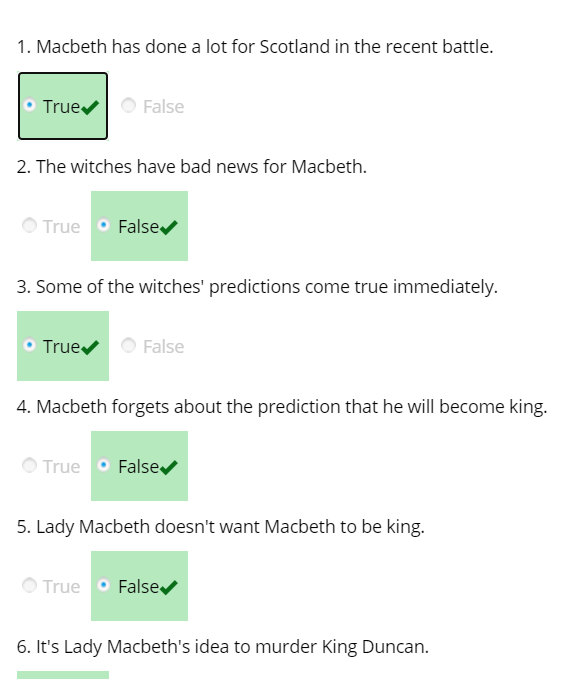 1. Macbeth has done a lot for Scotland in the recent battle.
True False
2. The witches have bad news for Macbeth.
True False
3. Some of the witches' predictions come true immediately.
True False
4. Macbeth forgets about the prediction that he will become king.
True False
5. Lady Macbeth doesn't want Macbeth to be king.
True False
6. It's Lady Macbeth's idea to murder King Duncan.